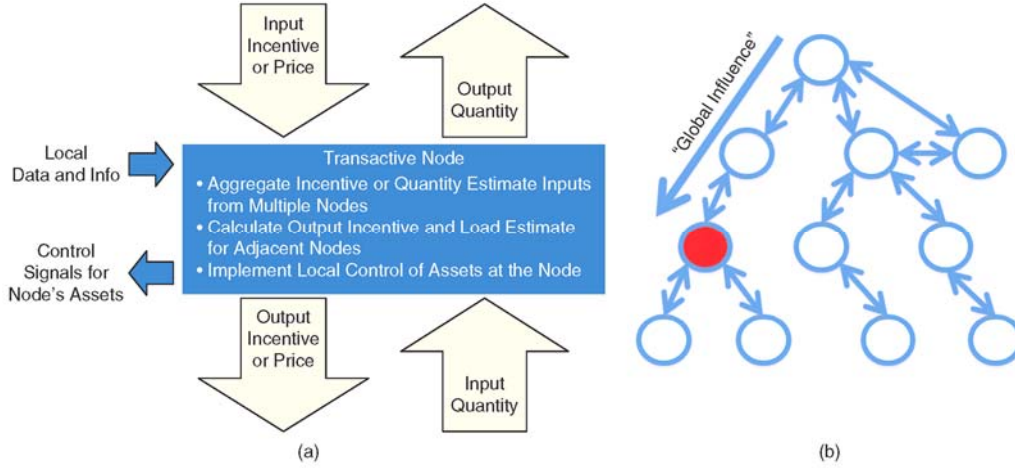 Input
Incentive
or Price
Output
Quantity
"Global Influence"
Local
Data and Info
Transactive Node
• Aggregate Incentive or Quantity Estimate Inputs
from Multiple Nodes
• Calculate Output Incentive and Load Estimate
for Adjacent Nodes
• Implement Local Control of Assets at the Node
Control
Signals for
Node's Assets
Output
Incentive
or Price
Input
Quantity
(a)
(b)